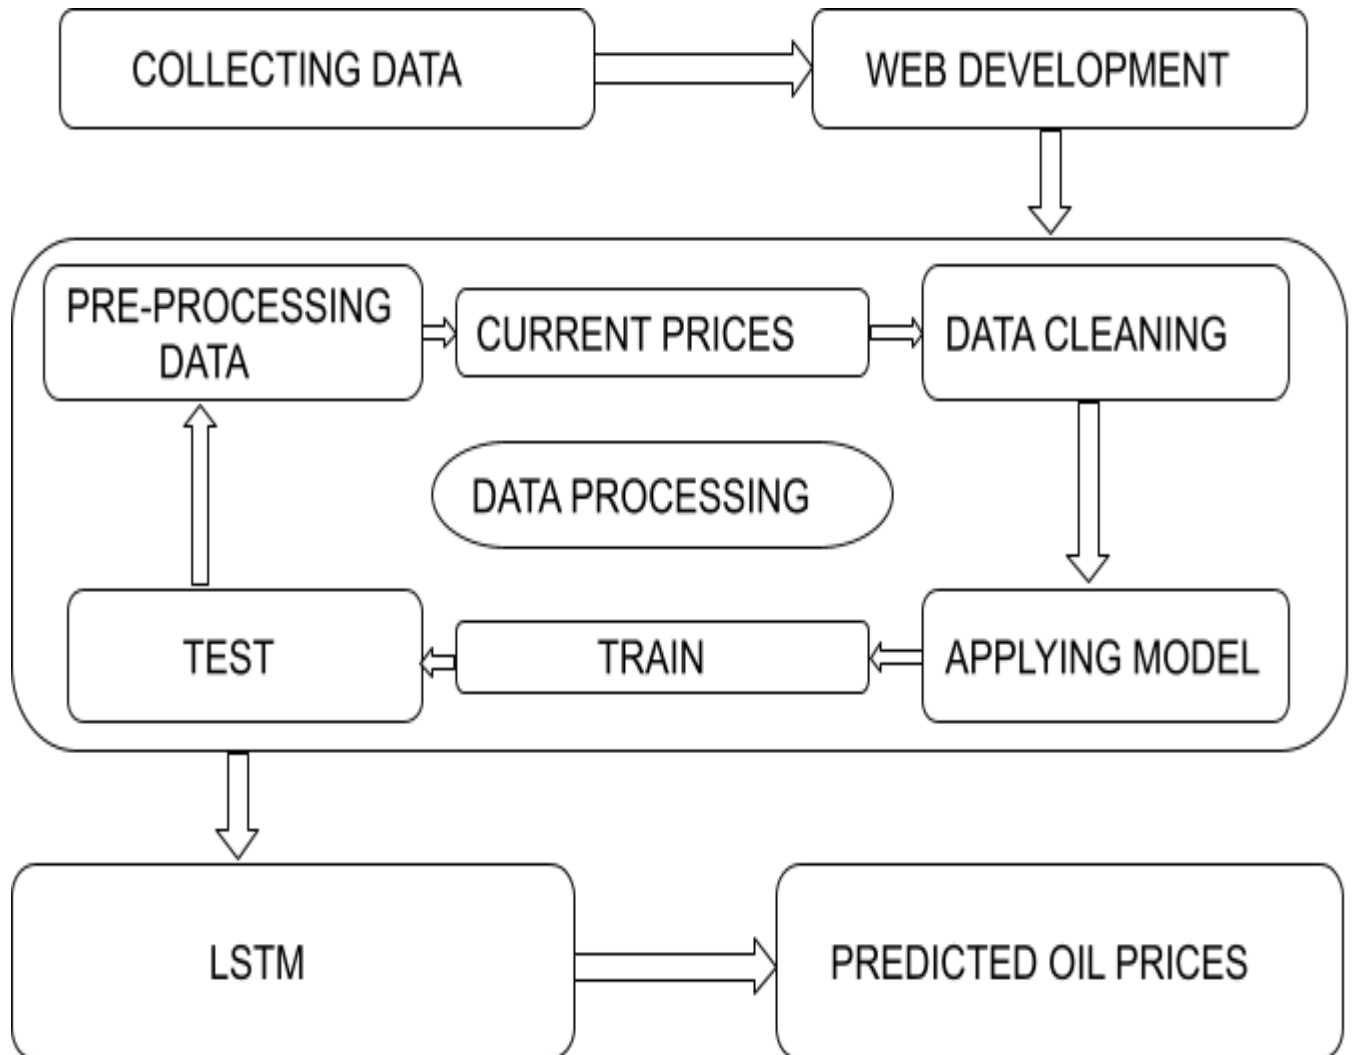 COLLECTING DATA
WEB DEVELOPMENT
PRE-PROCESSING
DATA
CURRENT PRICES
DATA CLEANING
DATA PROCESSING
TEST
TRAIN
APPLYING MODEL
LSTM
PREDICTED OIL PRICES